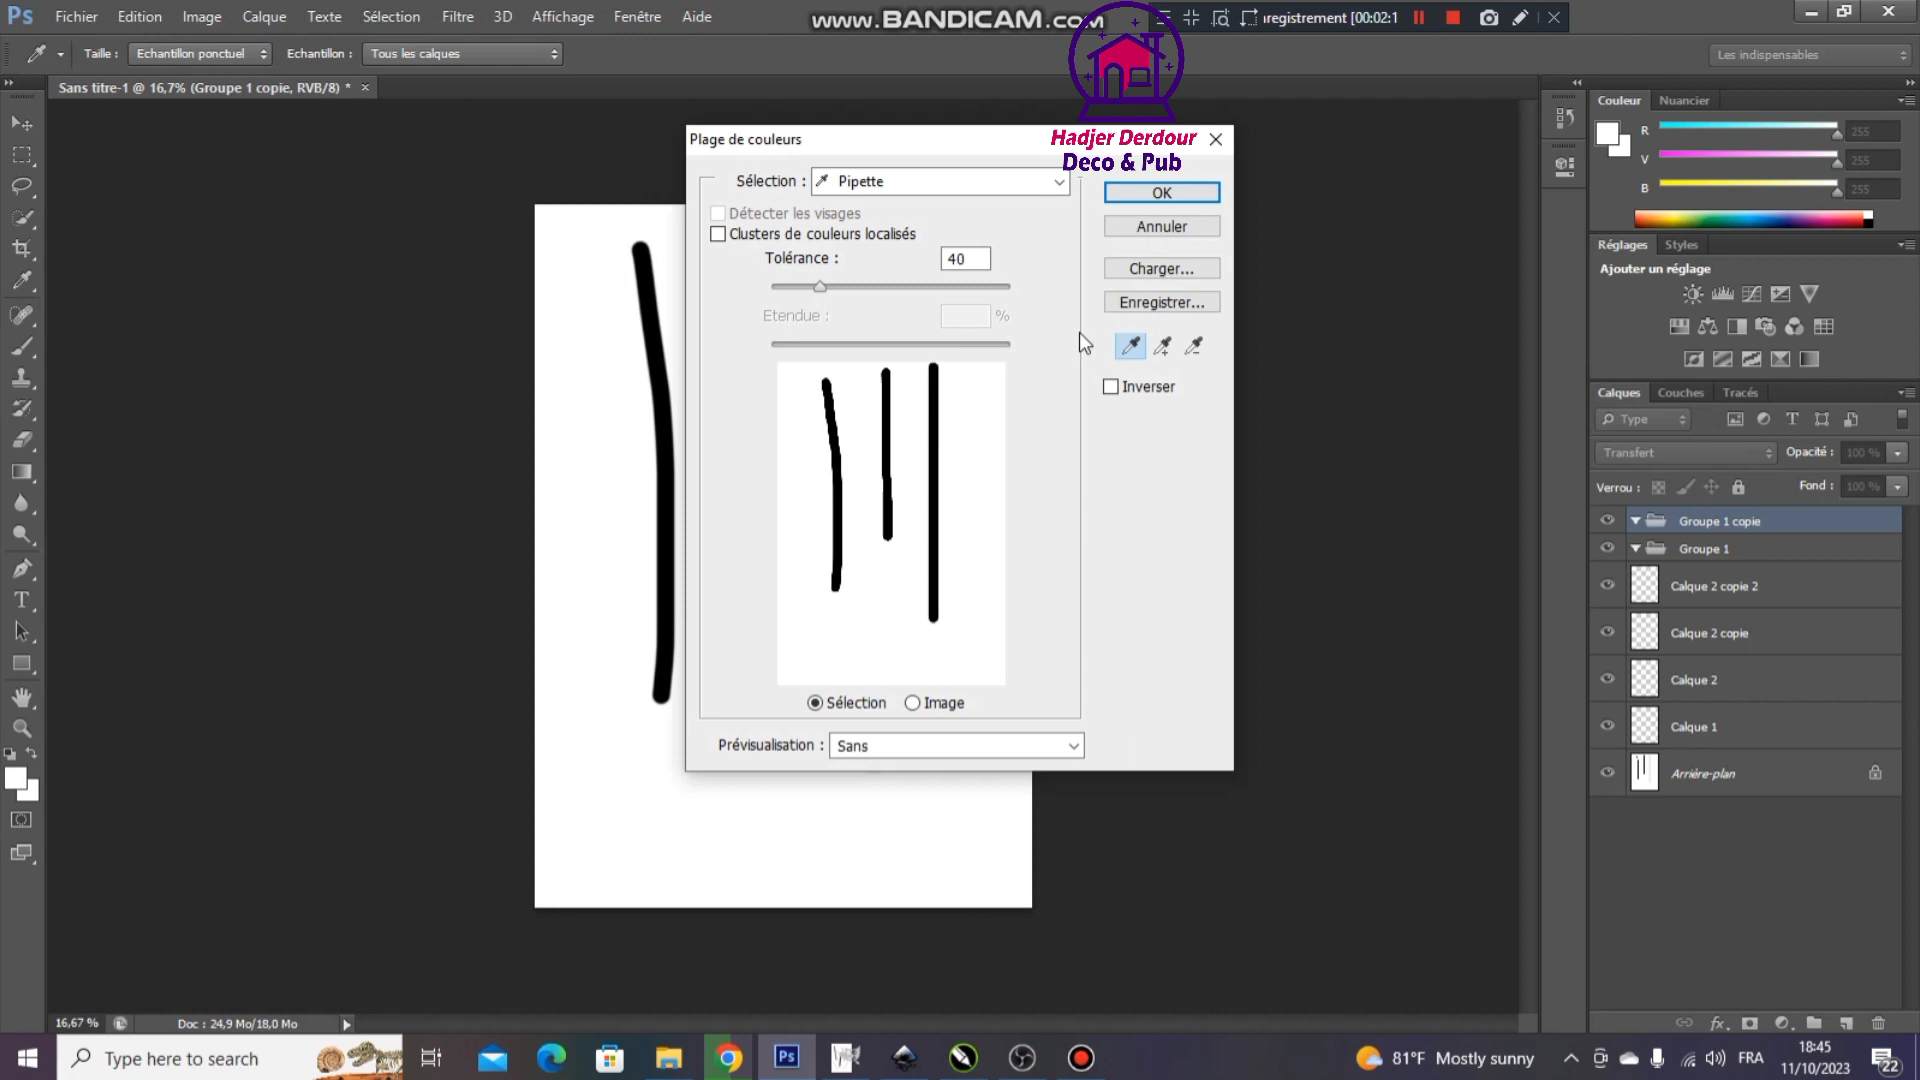 Ps Fichier Edition Image Calque Texte Sélection Filtre 3D Affichage Fenêtre Aide
www.BANDICAM.com
[00:02:1
Taille : Echantillon ponctuel Echantillon : Tous les calques
Les indispensables
Sans titre-1 @ 16,7% (Groupe 1 copie, RVB/8) *
Hadjer Derdour
Deco & Pub
Plage de couleurs
Sélection : Pipette
Détecter les visages
Clusters de couleurs localisés
Tolérance : 40
Etendue : %
OK
Annuler
Charger...
Enregistrer...
Inverser
Sélection Image
Prévisualisation : Sans
Couleur Nuancier
R 255
V 255
B 255
Réglages Styles
Ajouter un réglage
Calques Couches Tracés
Type
Transfert Opacité : 100 %
Verrou : Fond : 100 %
Groupe 1 copie
Groupe 1
Calque 2 copie 2
Calque 2 copie
Calque 2
Calque 1
Arrière-plan
16,67 % Doc : 24,9 Mo/18,0 Mo
Type here to search
Ps
81°F Mostly sunny
FRA
18:45
11/10/2023
22